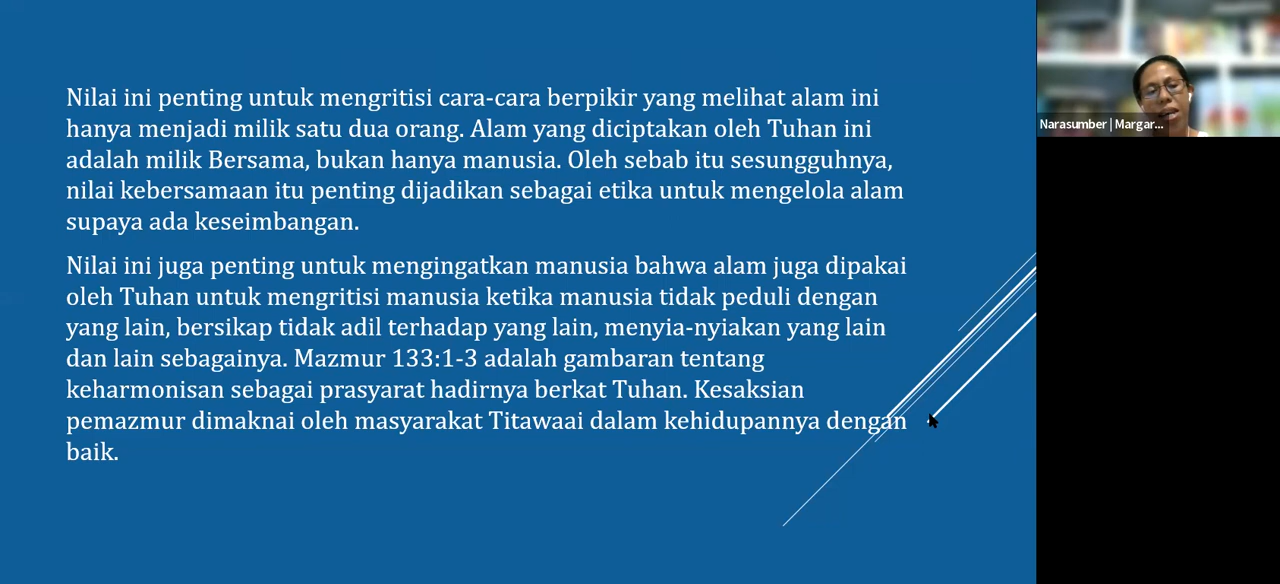 Nilai ini penting untuk mengritisi cara-cara berpikir yang melihat alam ini
hanya menjadi milik satu dua orang. Alam yang diciptakan oleh Tuhan ini
adalah milik Bersama, bukan hanya manusia. Oleh sebab itu sesungguhnya,
nilai kebersamaan itu penting dijadikan sebagai etika untuk mengelola alam
supaya ada keseimbangan.
Nilai ini juga penting untuk mengingatkan manusia bahwa alam juga dipakai
oleh Tuhan untuk mengritisi manusia ketika manusia tidak peduli dengan
yang lain, bersikap tidak adil terhadap yang lain, menyia-nyiakan yang lain
dan lain sebagainya. Mazmur 133:1-3 adalah gambaran tentang
keharmonisan sebagai prasyarat hadirnya berkat Tuhan. Kesaksian
pemazmur dimaknai oleh masyarakat Titawaai dalam kehidupannya dengan
baik.
Narasumber | Margar...